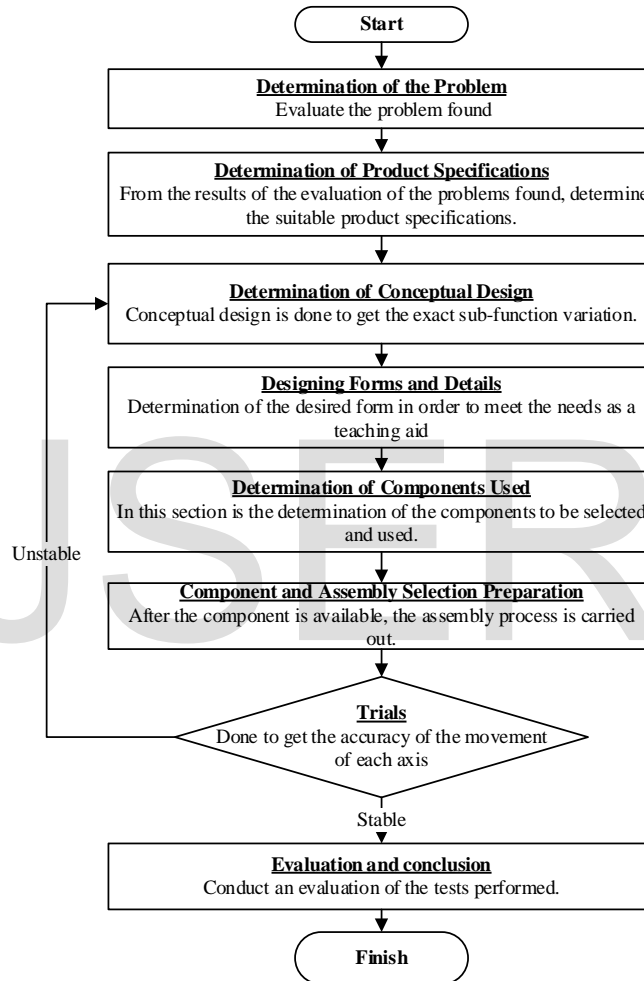 Start
Determination of the Problem
Evaluate the problem found
Determination of Product Specifications
From the results of the evaluation of the problems found, determine
the suitable product specifications.
Determination of Conceptual Design
Conceptual design is done to get the exact sub-function variation.
Designing Forms and Details
Determination of the desired form in order to meet the needs as a
teaching aid
Determination of Components Used
In this section is the determination of the components to be selected
and used.
Unstable
Component and Assembly Selection Preparation
After the component is available, the assembly process is carried
out.
Trials
Done to get the accuracy of the movement
of each axis
Stable
Evaluation and conclusion
Conduct an evaluation of the tests performed.
Finish
USER